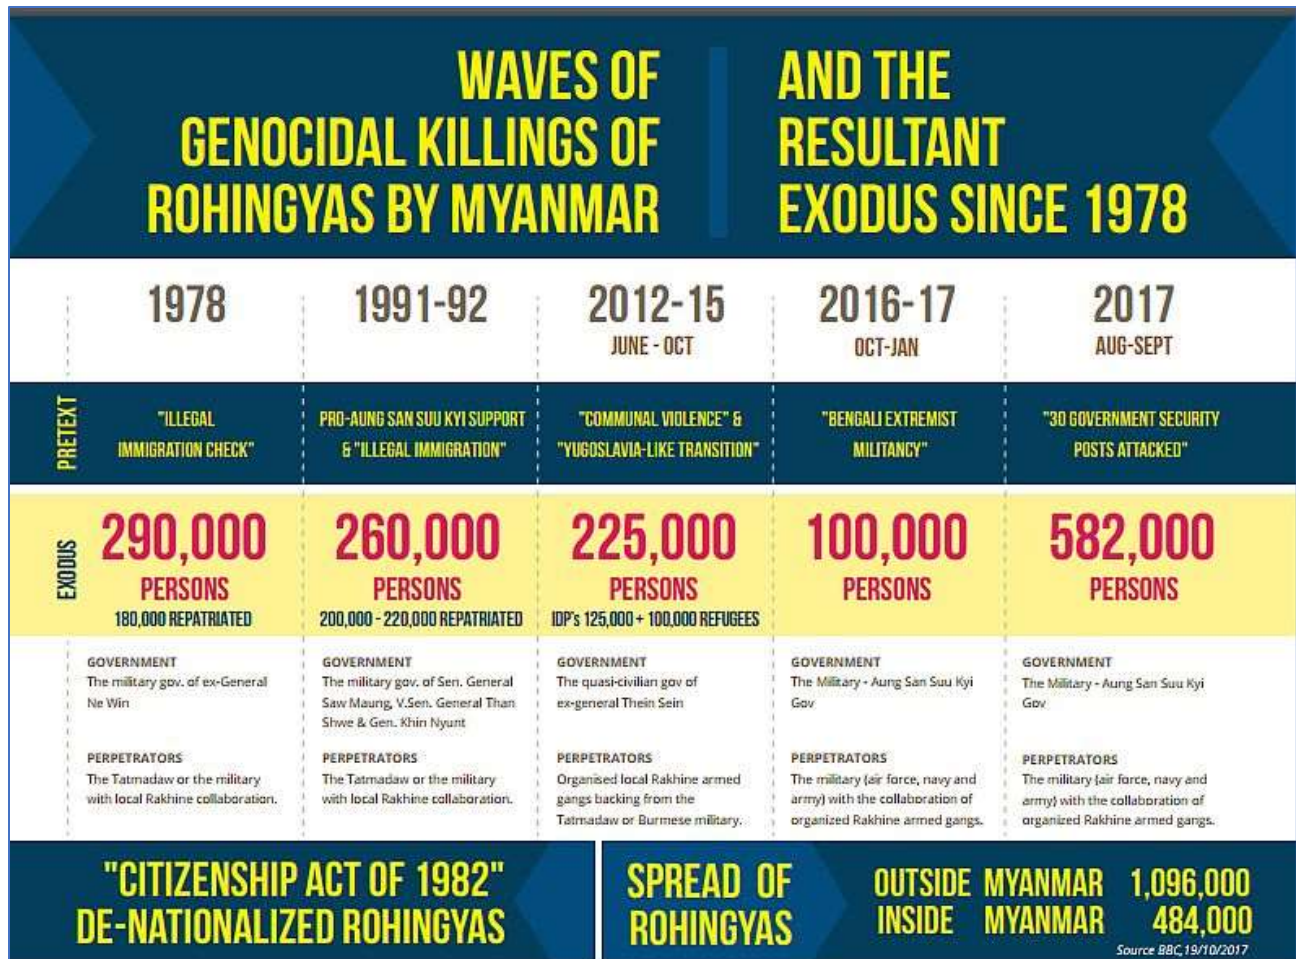 WAVES OF
GENOCIDAL KILLINGS OF
ROHINGYAS BY MYANMAR
AND THE
RESULTANT
EXODUS SINCE 1978
1978
1991-92
2012-15
JUNE - OCT
2016-17
OCT-JAN
2017
AUG-SEPT
PRETEXT
"ILLEGAL
IMMIGRATION CHECK"
PRO-AUNG SAN SUU KYI SUPPORT
& "ILLEGAL IMMIGRATION"
"COMMUNAL VIOLENCE" &
"YUGOSLAVIA-LIKE TRANSITION"
"BENGALI EXTREMIST
MILITANCY"
"30 GOVERNMENT SECURITY
POSTS ATTACKED"
EXODUS
290,000
PERSONS
180,000 REPATRIATED
260,000
PERSONS
200,000 - 220,000 REPATRIATED
225,000
PERSONS
IDP's 125,000 + 100,000 REFUGEES
100,000
PERSONS
582,000
PERSONS
GOVERNMENT
The military gov. of ex-General
Ne Win
PERPETRATORS
The Tatmadaw or the military
with local Rakhine collaboration.
GOVERNMENT
The military gov. of Sen. General
Saw Maung, V.Sen. General Than
Shwe & Gen. Khin Nyunt
PERPETRATORS
The Tatmadaw or the military
with local Rakhine collaboration.
GOVERNMENT
The quasi-civilian gov of
ex-general Thein Sein
PERPETRATORS
Organised local Rakhine armed
gangs backing from the
Tatmadaw or Burmese military.
GOVERNMENT
The Military - Aung San Suu Kyi
Gov
PERPETRATORS
The military (air force, navy and
army) with the collaboration of
organized Rakhine armed gangs.
GOVERNMENT
The Military - Aung San Suu Kyi
Gov
PERPETRATORS
The military (air force, navy and
army) with the collaboration of
organized Rakhine armed gangs.
"CITIZENSHIP ACT OF 1982"
DE-NATIONALIZED ROHINGYAS
SPREAD OF
ROHINGYAS
OUTSIDE MYANMAR 1,096,000
INSIDE MYANMAR 484,000
Source BBC,19/10/2017